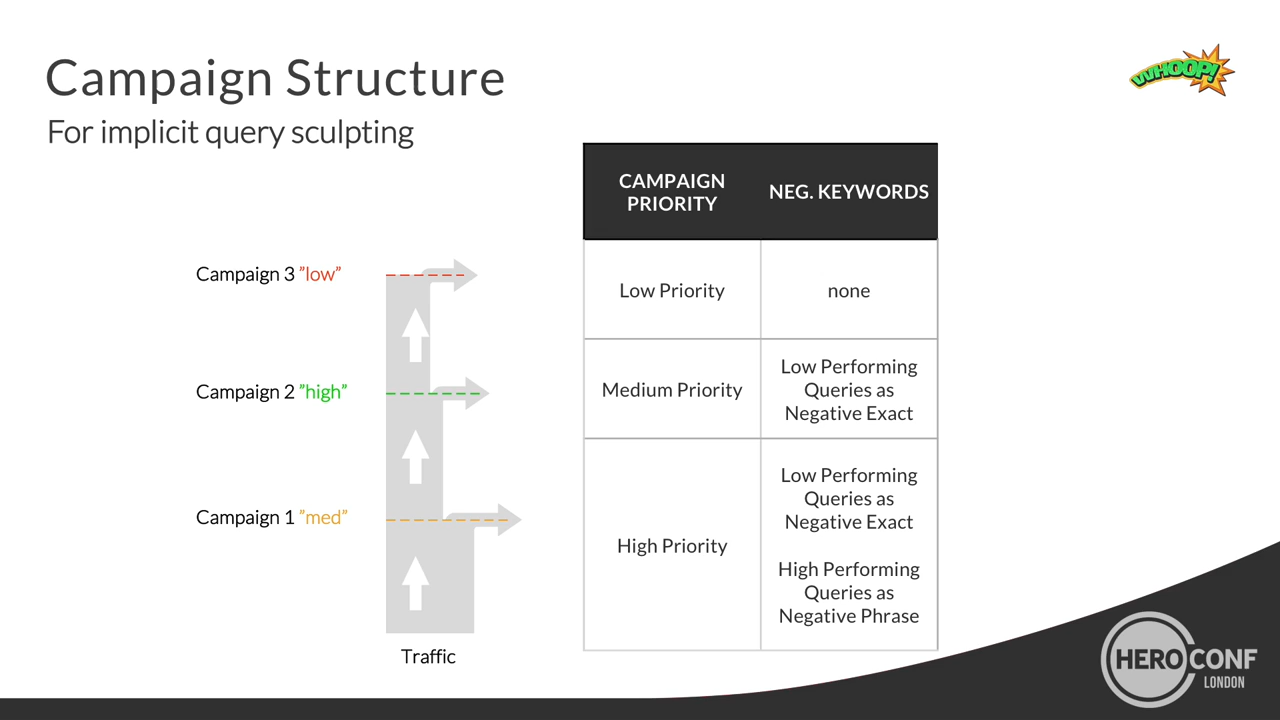 Campaign Structure
For implicit query sculpting
WHOOP!
Campaign 3 ”low”
Campaign 2 ”high”
Campaign 1 ”med”
Traffic
CAMPAIGN
PRIORITY
NEG. KEYWORDS
Low Priority
none
Medium Priority
Low Performing
Queries as
Negative Exact
High Priority
Low Performing
Queries as
Negative Exact
High Performing
Queries as
Negative Phrase
HERO CONF
LONDON